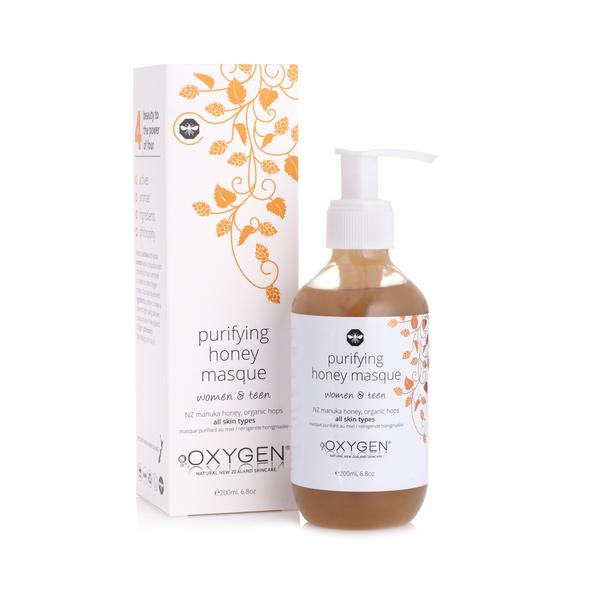 4
beauty to
the power
of four
actives
aromas
ingredients
philosophy
purifying
honey
masque
women & teen
NZ manuka honey, organic hops
all skin types
masque purifiant au miel / reinigende honigmaske
OXYGEN®
NATURAL NEW ZEALAND SKINCARE
℮200ml, 6.8oz
purifying
honey masque
women & teen
NZ manuka honey, organic hops
all skin types
masque purifiant au miel / reinigende honigmaske
OXYGEN®
NATURAL NEW ZEALAND SKINCARE
℮200ml, 6.8oz